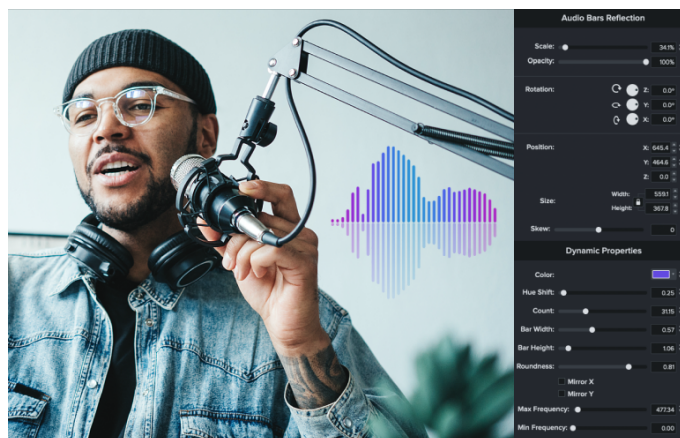 Audio Bars Reflection
Scale: 34.1%
Opacity: 100%
Rotation: Z: 0.0°
Y: 0.0°
X: 0.0°
Position: X: 645.4
Y: 464.6
Z: 0.0
Size: Width: 559.1
Height: 367.8
Skew: 0
Dynamic Properties
Color:
Hue Shift: 0.25
Count: 31.15
Bar Width: 0.57
Bar Height: 1.06
Roundness: 0.81
Mirror X
Mirror Y
Max Frequency: 477.34
Min Frequency: 0.00